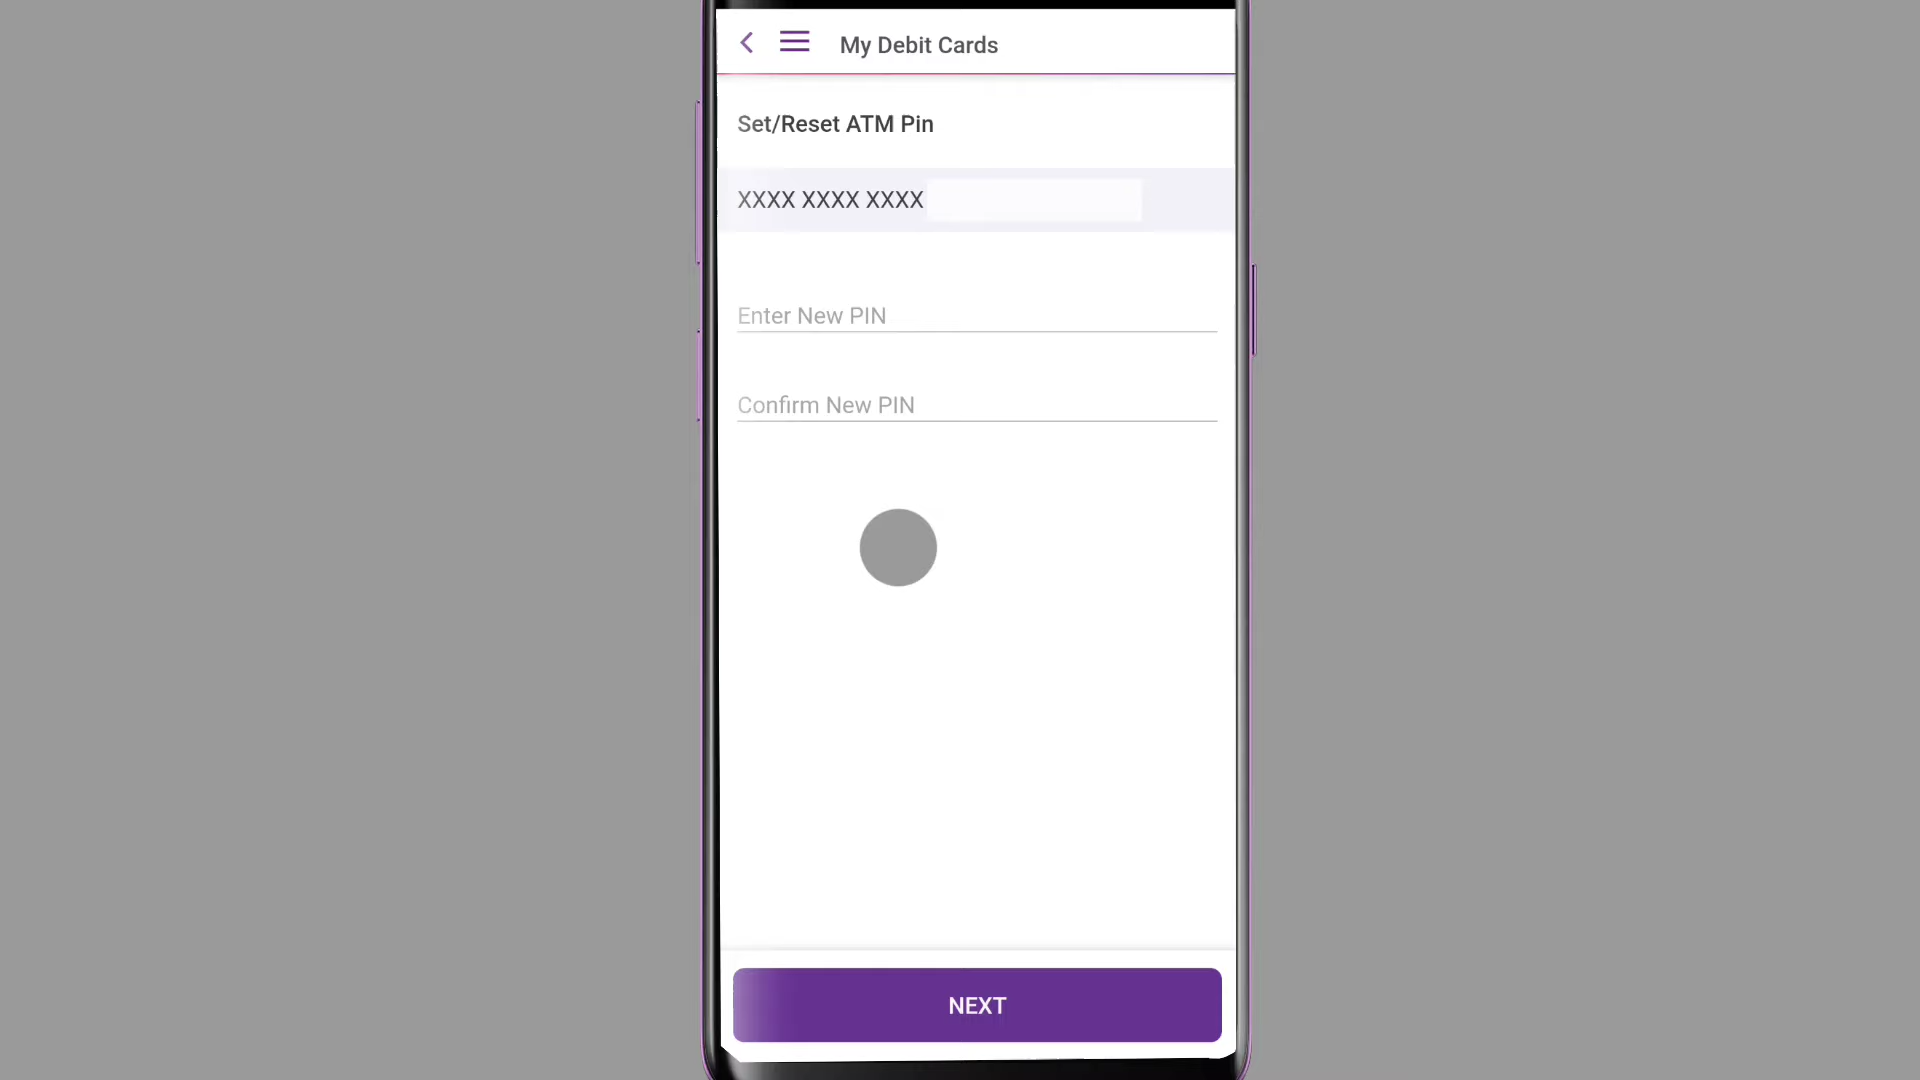 My Debit Cards
Set/Reset ATM Pin
XXXX XXXX XXXX
Enter New PIN
Confirm New PIN
NEXT